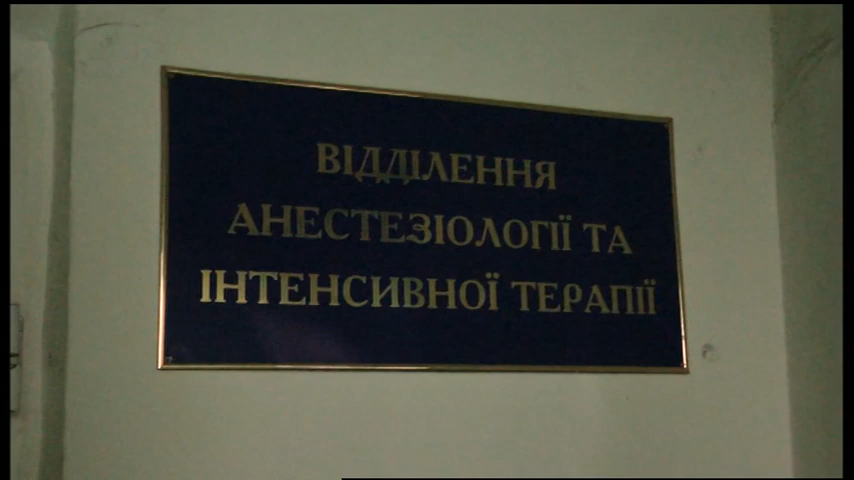 ВІДДІЛЕННЯ
АНЕСТЕЗІОЛОГІЇ ТА
ІНТЕНСИВНОЇ ТЕРАПІЇ